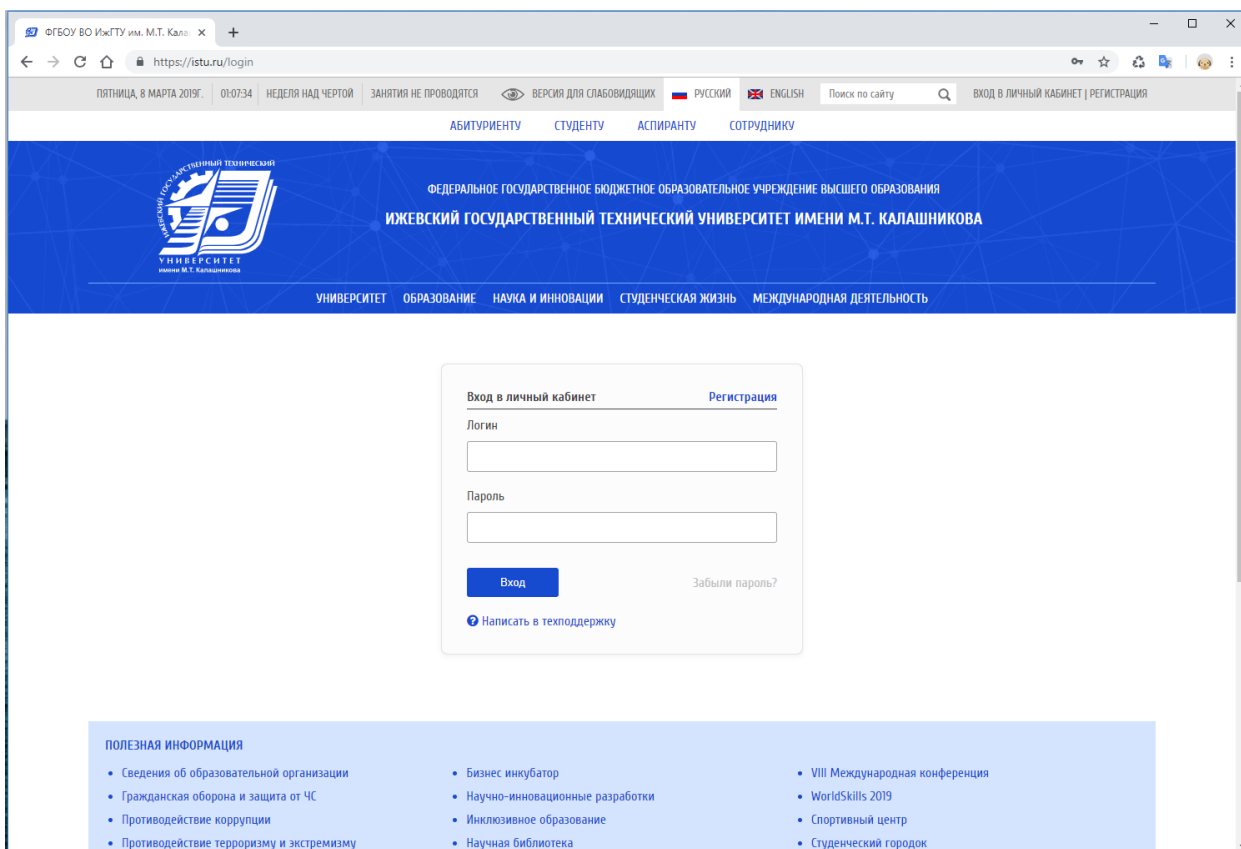 ФГБОУ ВО ИжГТУ им. М.Т. Кала
https://istu.ru/login
ПЯТНИЦА, 8 МАРТА 2019Г. 01:07:34 НЕДЕЛЯ НАД ЧЕРТОЙ ЗАНЯТИЯ НЕ ПРОВОДЯТСЯ ВЕРСИЯ ДЛЯ СЛАБОВИДЯЩИХ РУССКИЙ ENGLISH Поиск по сайту ВХОД В ЛИЧНЫЙ КАБИНЕТ | РЕГИСТРАЦИЯ
АБИТУРИЕНТУ СТУДЕНТУ АСПИРАНТУ СОТРУДНИКУ
ИЖЕВСКИЙ ГОСУДАРСТВЕННЫЙ ТЕХНИЧЕСКИЙ
УНИВЕРСИТЕТ
имени М.Т. Калашникова
ФЕДЕРАЛЬНОЕ ГОСУДАРСТВЕННОЕ БЮДЖЕТНОЕ ОБРАЗОВАТЕЛЬНОЕ УЧРЕЖДЕНИЕ ВЫСШЕГО ОБРАЗОВАНИЯ
ИЖЕВСКИЙ ГОСУДАРСТВЕННЫЙ ТЕХНИЧЕСКИЙ УНИВЕРСИТЕТ ИМЕНИ М.Т. КАЛАШНИКОВА
УНИВЕРСИТЕТ ОБРАЗОВАНИЕ НАУКА И ИННОВАЦИИ СТУДЕНЧЕСКАЯ ЖИЗНЬ МЕЖДУНАРОДНАЯ ДЕЯТЕЛЬНОСТЬ
Вход в личный кабинет Регистрация
Логин
Пароль
Вход Забыли пароль?
Написать в техподдержку
ПОЛЕЗНАЯ ИНФОРМАЦИЯ
• Сведения об образовательной организации
• Гражданская оборона и защита от ЧС
• Противодействие коррупции
• Противодействие терроризму и экстремизму
• Бизнес инкубатор
• Научно-инновационные разработки
• Инклюзивное образование
• Научная библиотека
• VIII Международная конференция
• WorldSkills 2019
• Спортивный центр
• Студенческий городок